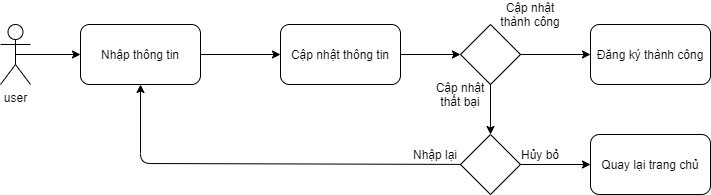 Cập nhật
thành công
Nhập thông tin
Cập nhật thông tin
Đăng ký thành công
user
Cập nhật
thất bại
Nhập lại
Hủy bỏ
Quay lại trang chủ